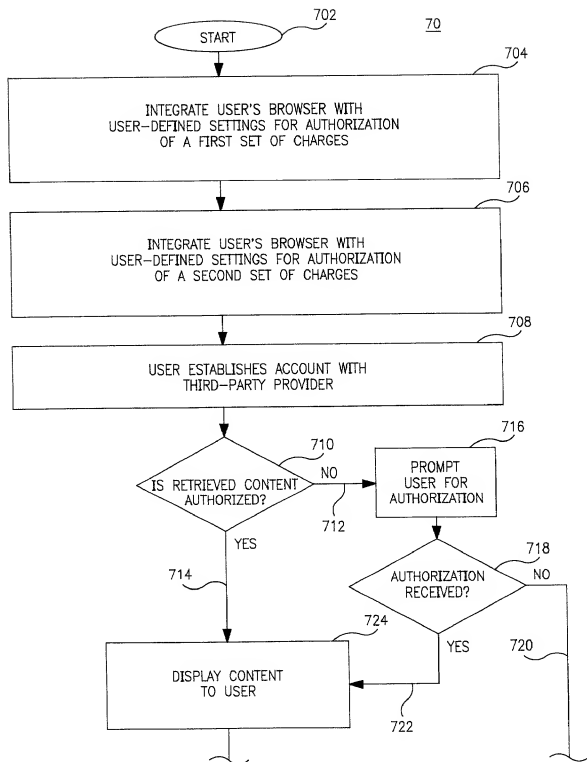 702
START
70
704
INTEGRATE USER'S BROWSER WITH
USER-DEFINED SETTINGS FOR AUTHORIZATION
OF A FIRST SET OF CHARGES
706
INTEGRATE USER'S BROWSER WITH
USER-DEFINED SETTINGS FOR AUTHORIZATION
OF A SECOND SET OF CHARGES
708
USER ESTABLISHES ACCOUNT WITH
THIRD-PARTY PROVIDER
710
IS RETRIEVED CONTENT
AUTHORIZED?
NO
712
716
PROMPT
USER FOR
AUTHORIZATION
YES
714
718
AUTHORIZATION
RECEIVED?
NO
720
YES
722
724
DISPLAY CONTENT
TO USER